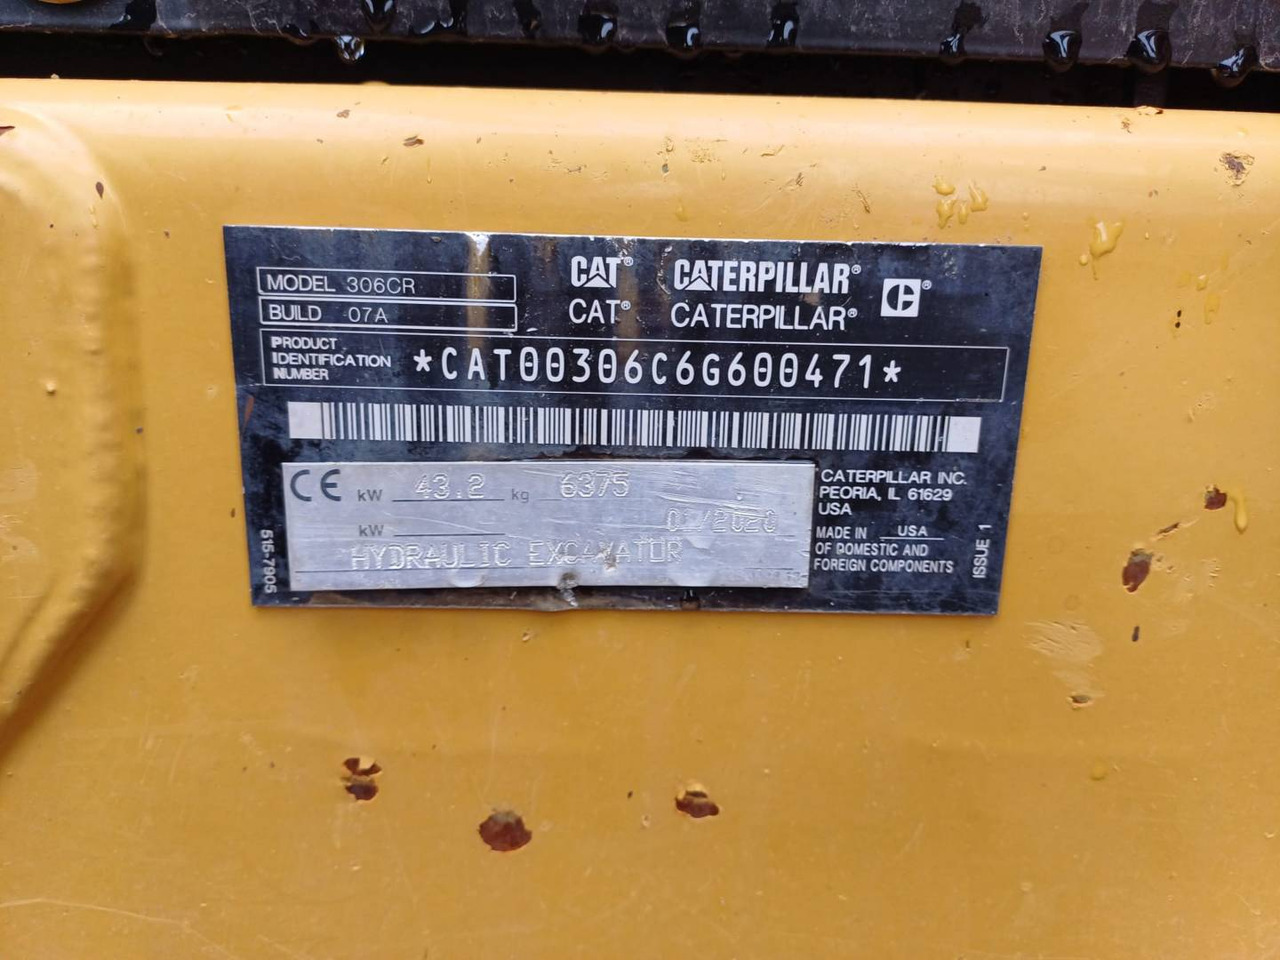 MODEL 306CR
BUILD 07A
CAT® CATERPILLAR®
CAT® CATERPILLAR®
PRODUCT IDENTIFICATION NUMBER
*CAT00306C6G600471*
CE kW 43.2 kg 6375
kW /2020
HYDRAULIC EXCAVATOR
CATERPILLAR INC.
PEORIA, IL 61629
USA
MADE IN USA
OF DOMESTIC AND
FOREIGN COMPONENTS
515-7905
ISSUE 1